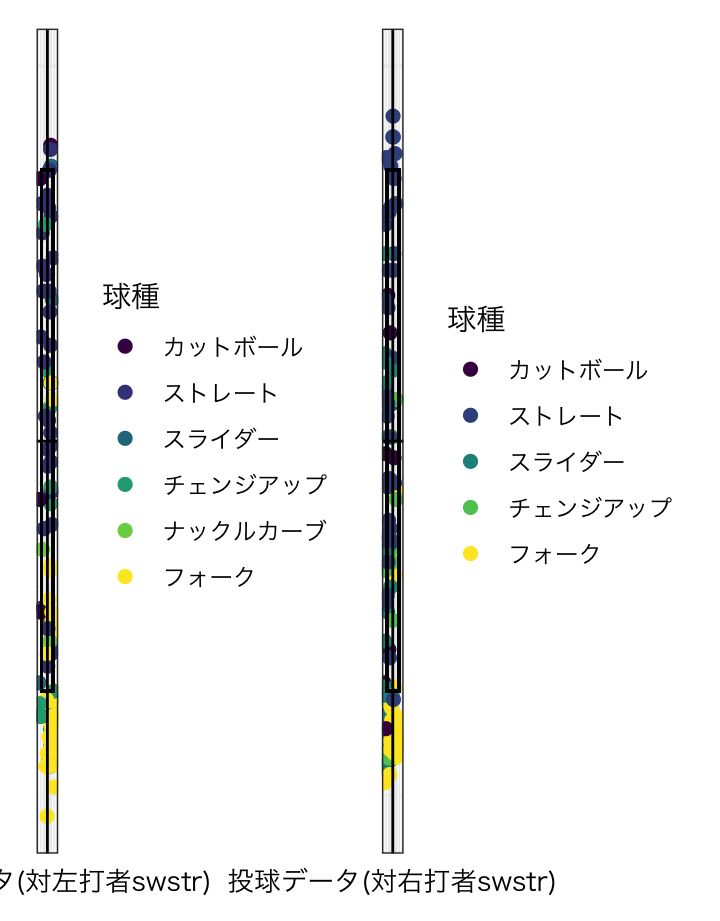 球種
カットボール
ストレート
スライダー
チェンジアップ
ナックルカーブ
フォーク
球種
カットボール
ストレート
スライダー
チェンジアップ
フォーク
タ(対左打者swstr)
投球データ(対右打者swstr)